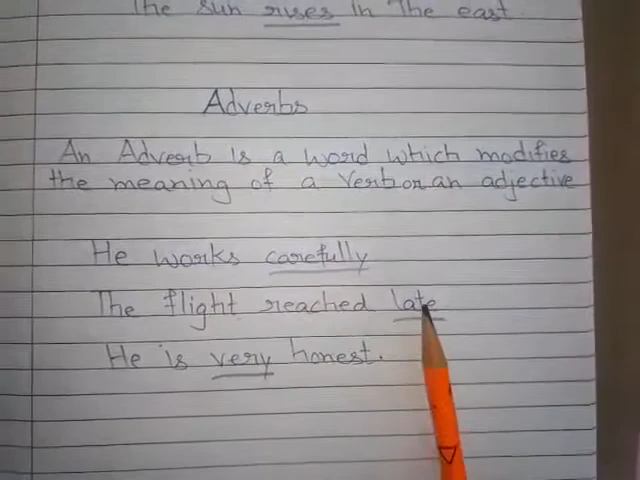 The sun rises in the east.
Adverbs
An Adverb is a word which modifies
the meaning of a verb or an adjective
He works carefully
The flight reached late
He is very honest.